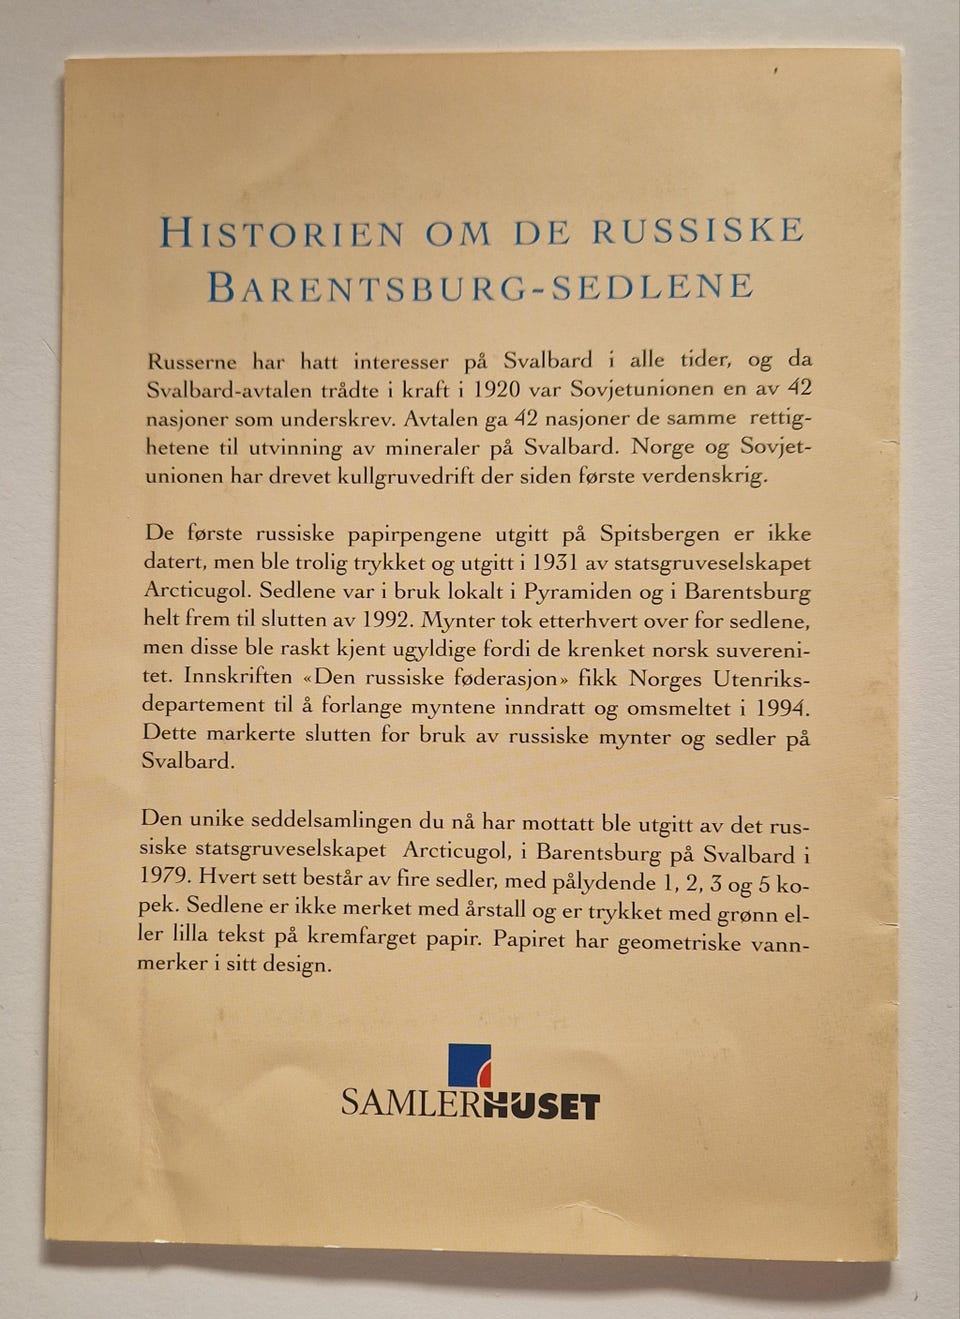 HISTORIEN OM DE RUSSISKE
BARENTSBURG-SEDLENE
Russerne har hatt interesser på Svalbard i alle tider, og da
Svalbard-avtalen trådte i kraft i 1920 var Sovjetunionen en av 42
nasjoner som underskrev. Avtalen ga 42 nasjoner de samme rettig-
hetene til utvinning av mineraler på Svalbard. Norge og Sovjet-
unionen har drevet kullgruvedrift der siden første verdenskrig.
De første russiske papirpengene utgitt på Spitsbergen er ikke
datert, men ble trolig trykket og utgitt i 1931 av statsgruveselskapet
Arcticugol. Sedlene var i bruk lokalt i Pyramiden og i Barentsburg
helt frem til slutten av 1992. Mynter tok etterhvert over for sedlene,
men disse ble raskt kjent ugyldige fordi de krenket norsk suvereni-
tet. Innskriften «Den russiske føderasjon» fikk Norges Utenriks-
departement til å forlange myntene inndratt og omsmeltet i 1994.
Dette markerte slutten for bruk av russiske mynter og sedler på
Svalbard.
Den unike seddelsamlingen du nå har mottatt ble utgitt av det rus-
siske statsgruveselskapet Arcticugol, i Barentsburg på Svalbard i
1979. Hvert sett består av fire sedler, med pålydende 1, 2, 3 og 5 ko-
pek. Sedlene er ikke merket med årstall og er trykket med grønn el-
ler lilla tekst på kremfarget papir. Papiret har geometriske vann-
merker i sitt design.
SAMLERHUSET